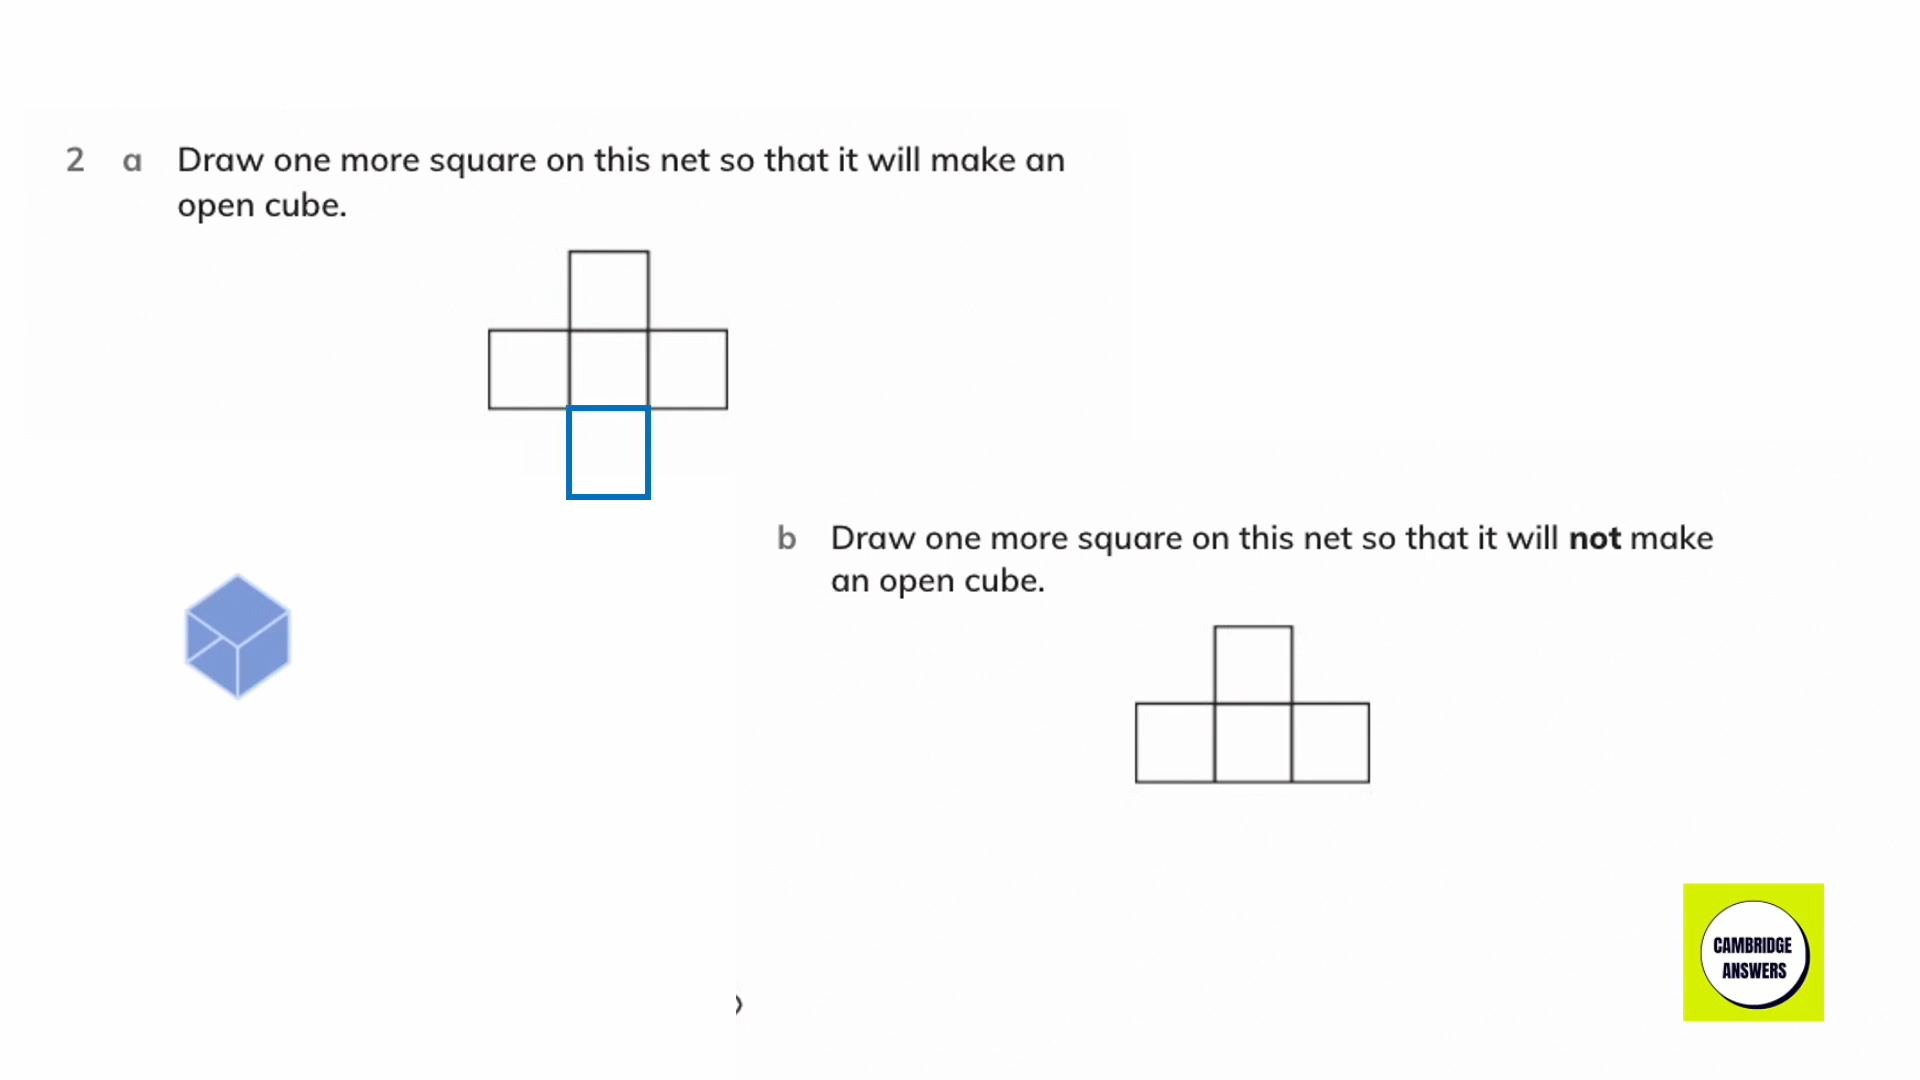 2 a Draw one more square on this net so that it will make an
open cube.
b Draw one more square on this net so that it will not make
an open cube.
CAMBRIDGE
ANSWERS